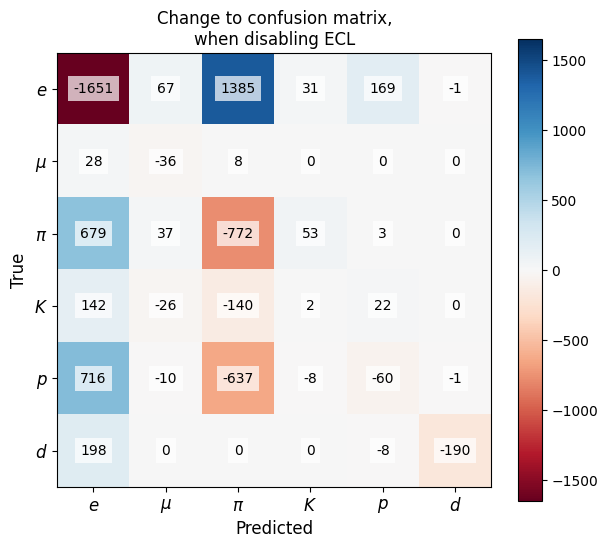 Change to confusion matrix,
when disabling ECL
e -1651 67 1385 31 169 -1
μ 28 -36 8 0 0 0
π 679 37 -772 53 3 0
K 142 -26 -140 2 22 0
p 716 -10 -637 -8 -60 -1
d 198 0 0 0 -8 -190
e μ π K p d
Predicted
True
1500
1000
500
0
−500
−1000
−1500